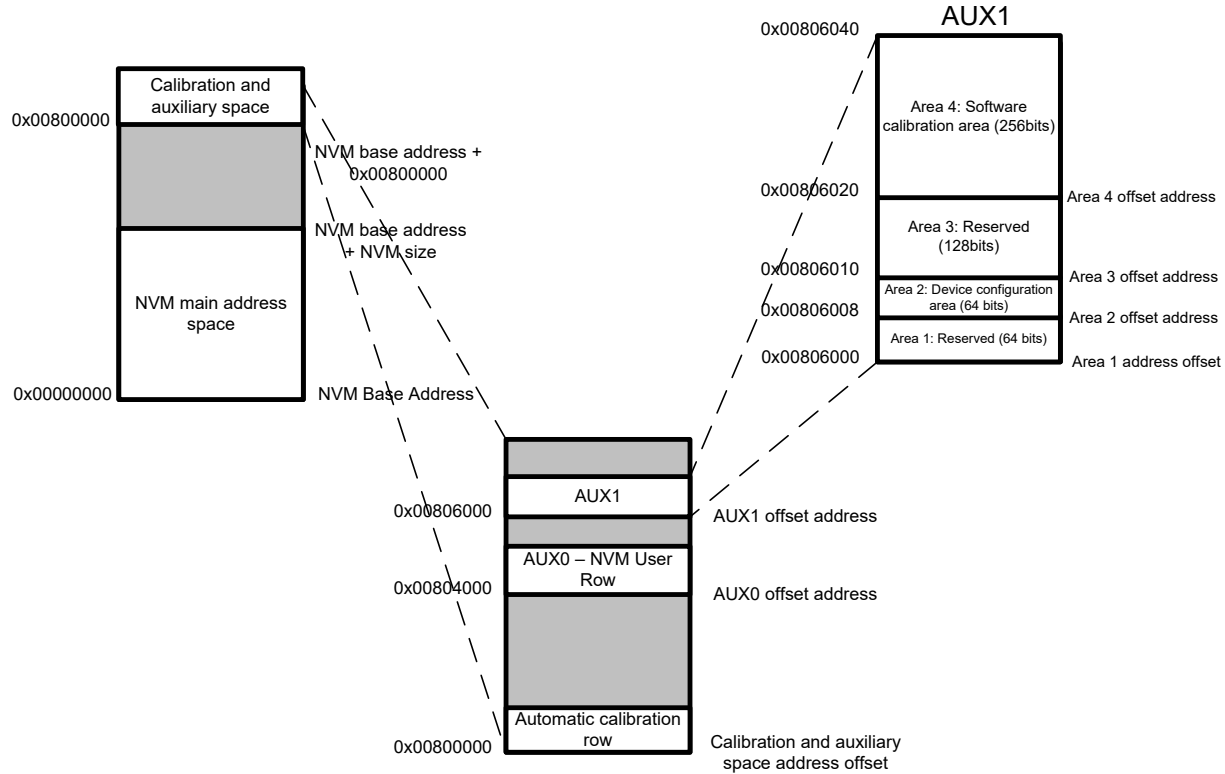 Calibration and
auxiliary space
0x00800000
NVM base address +
0x00800000
NVM base address
+ NVM size
NVM main address
space
0x00000000
NVM Base Address
AUX1
0x00806000
AUX1 offset address
AUX0 – NVM User
Row
0x00804000
AUX0 offset address
Automatic calibration
row
0x00800000
Calibration and auxiliary
space address offset
AUX1
0x00806040
Area 4: Software
calibration area (256bits)
0x00806020
Area 4 offset address
Area 3: Reserved
(128bits)
0x00806010
Area 3 offset address
Area 2: Device configuration
area (64 bits)
0x00806008
Area 2 offset address
Area 1: Reserved (64 bits)
0x00806000
Area 1 address offset